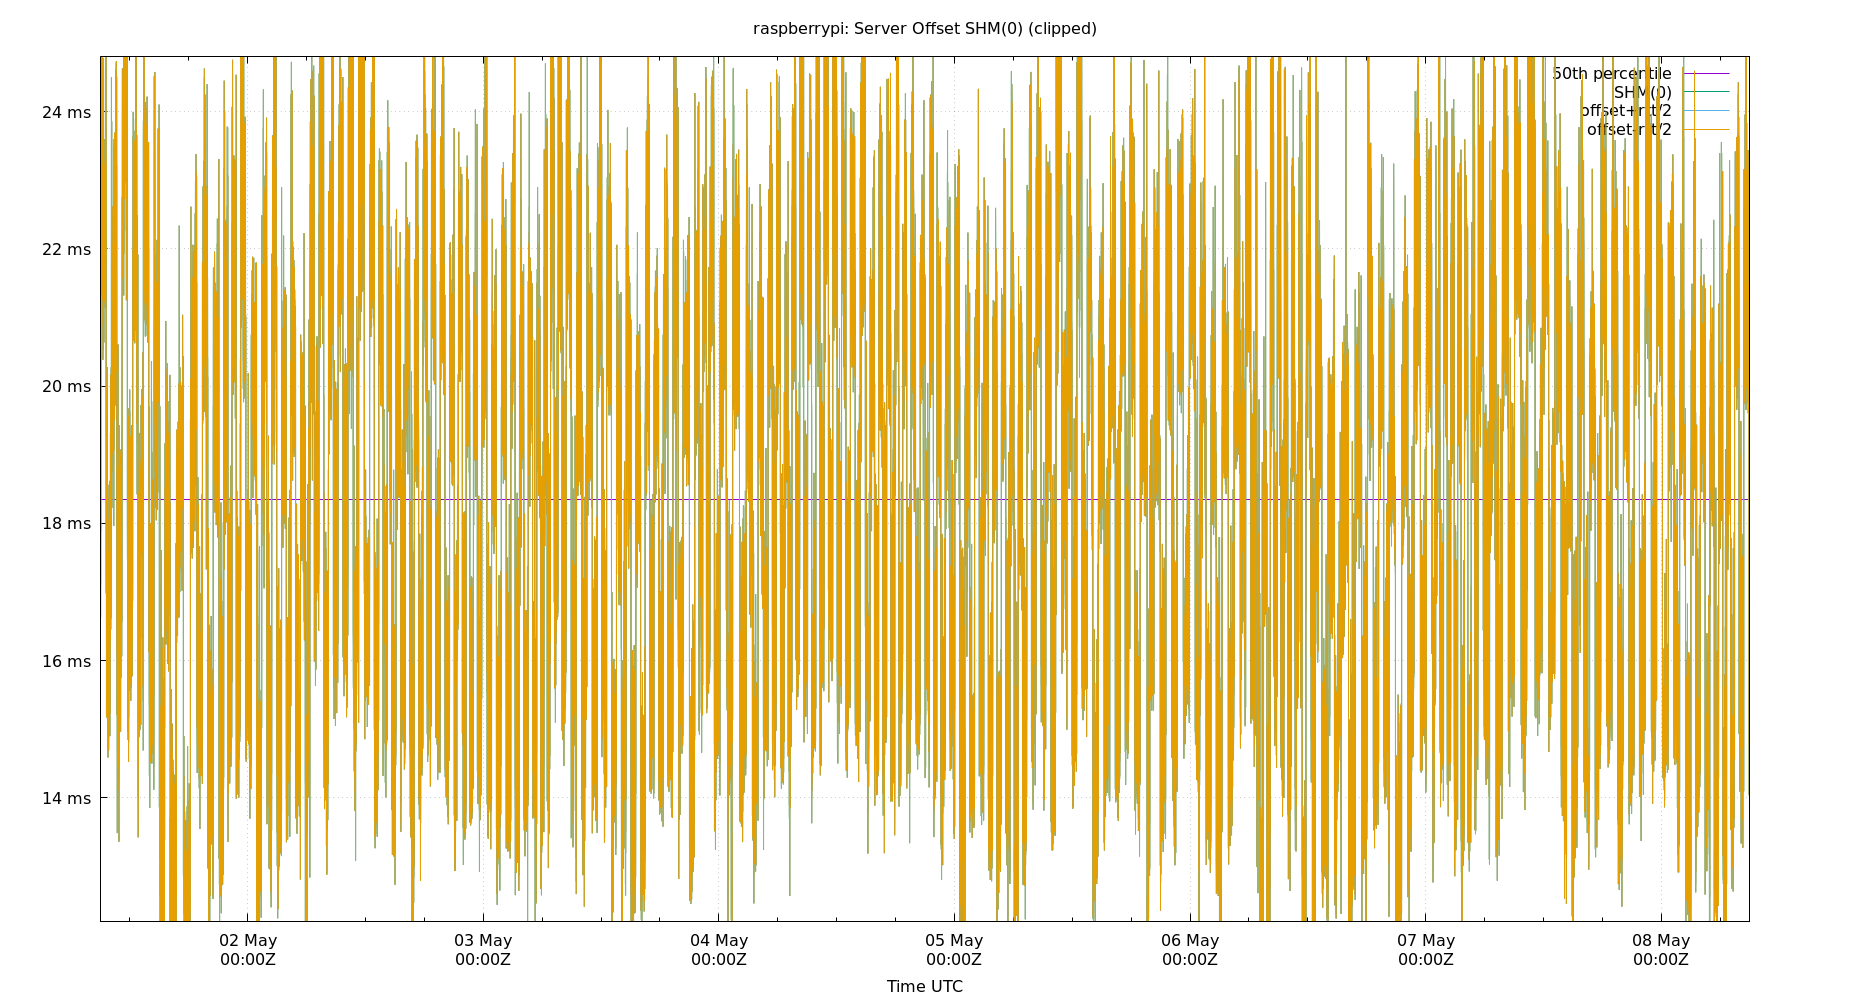 raspberrypi: Server Offset SHM(0) (clipped)
50th percentile
SHM(0)
offset+rtt/2
offset-rtt/2
24 ms
22 ms
20 ms
18 ms
16 ms
14 ms
02 May 03 May 04 May 05 May 06 May 07 May 08 May
00:00Z 00:00Z 00:00Z 00:00Z 00:00Z 00:00Z 00:00Z
Time UTC